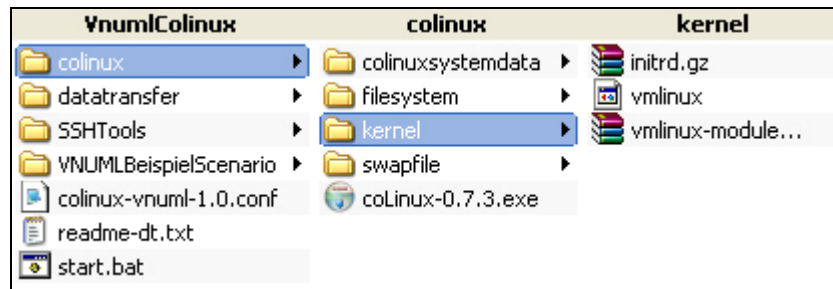 VnumlColinux
colinux
datatransfer
SSHTools
VNUMLBeispielScenario
colinux-vnuml-1.0.conf
readme-dt.txt
start.bat
colinux
colinuxsystemdata
filesystem
kernel
swapfile
coLinux-0.7.3.exe
kernel
initrd.gz
vmlinux
vmlinux-module...